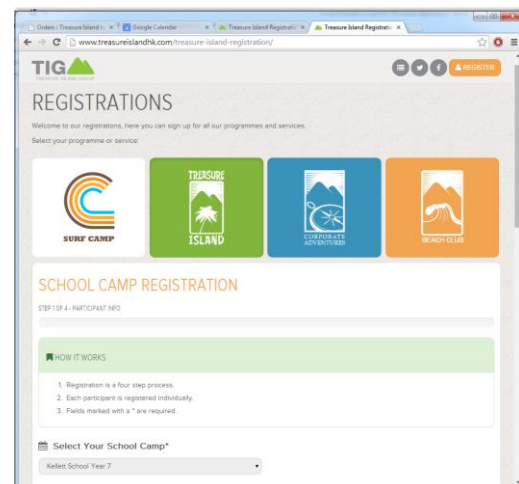 Orders ‹ Treasure Island
Google Calendar
Treasure Island Registrati
Treasure Island Registrati
www.treasureislandhk.com/treasure-island-registration/
TIG
TREASURE ISLAND GROUP
REGISTER
REGISTRATIONS
Welcome to our registrations, here you can sign up for all our programmes and services.
Select your programme or service:
SURF CAMP
TREASURE
ISLAND
CORPORATE
ADVENTURES
BEACH CLUB
SCHOOL CAMP REGISTRATION
STEP 1 OF 4 - PARTICIPANT INFO
HOW IT WORKS
1. Registration is a four step process.
2. Each participant is registered individually.
3. Fields marked with a * are required.
Select Your School Camp*
Kellett School Year 7